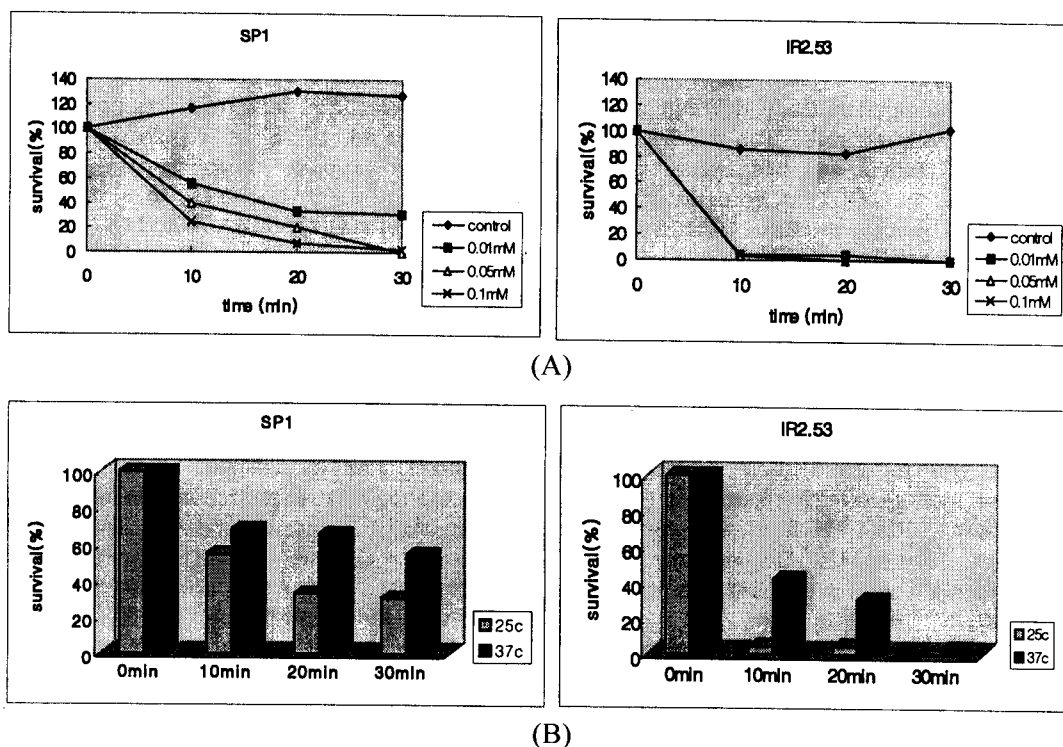 SP1
survival(%)
140
120
100
80
60
40
20
0
0
10
20
30
time (min)
control
0.01mM
0.05mM
0.1mM
IR2.53
survival(%)
140
120
100
80
60
40
20
0
0
10
20
30
time (min)
control
0.01mM
0.05mM
0.1mM
(A)
SP1
survival(%)
100
80
60
40
20
0
0min
10min
20min
30min
25c
37c
IR2.53
survival(%)
100
80
60
40
20
0
0min
10min
20min
30min
25c
37c
(B)